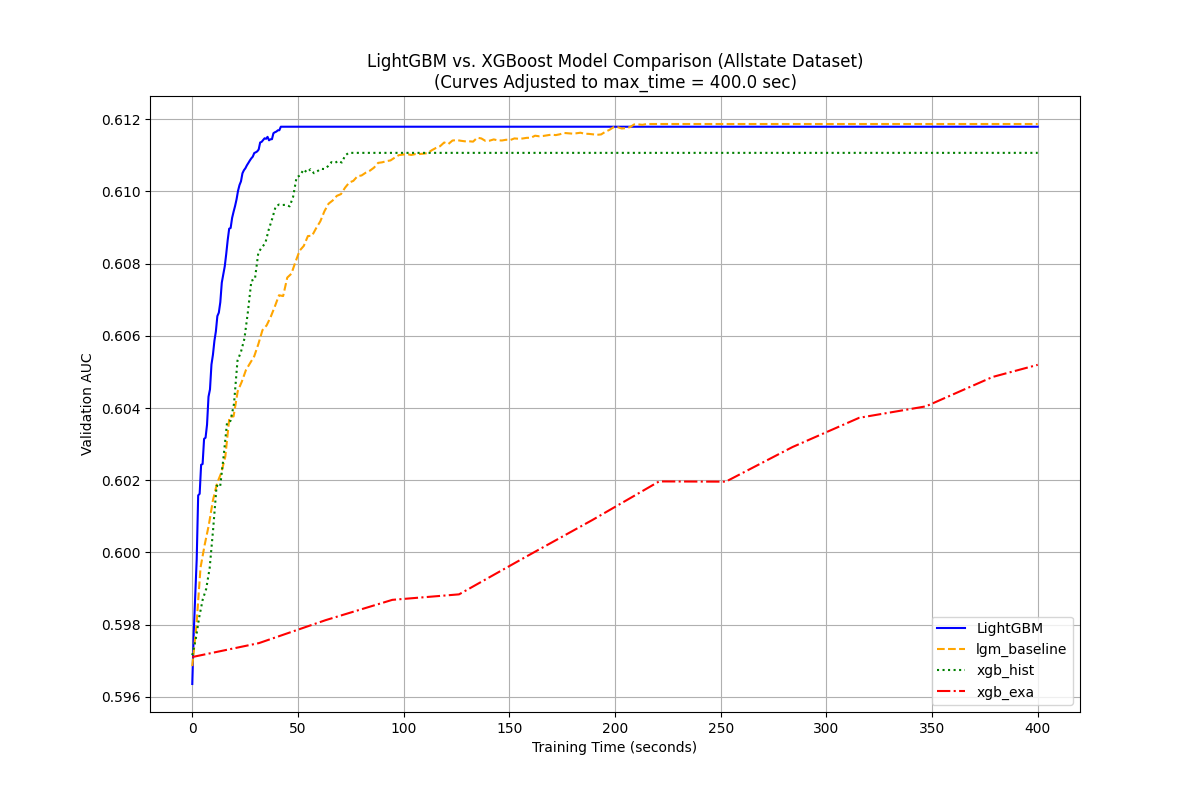 LightGBM vs. XGBoost Model Comparison (Allstate Dataset)
(Curves Adjusted to max_time = 400.0 sec)
Validation AUC
0.612
0.610
0.608
0.606
0.604
0.602
0.600
0.598
0.596
LightGBM
lgm_baseline
xgb_hist
xgb_exa
0 50 100 150 200 250 300 350 400
Training Time (seconds)